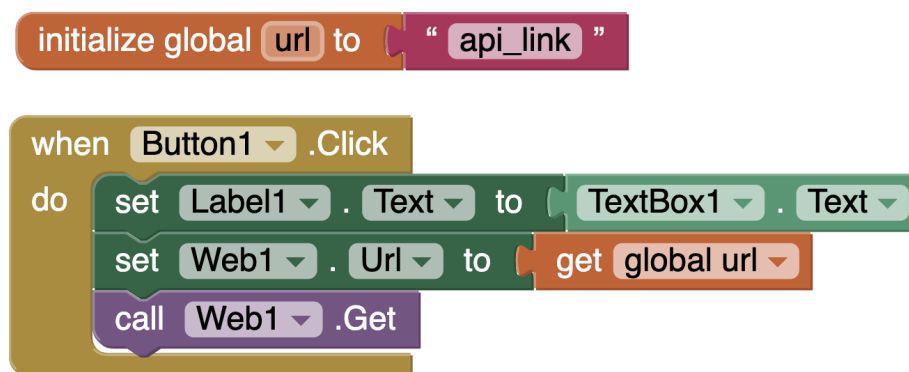 initialize global url to " api_link "
when Button1 .Click
do set Label1 . Text to TextBox1 . Text
set Web1 . Url to get global url
call Web1 .Get